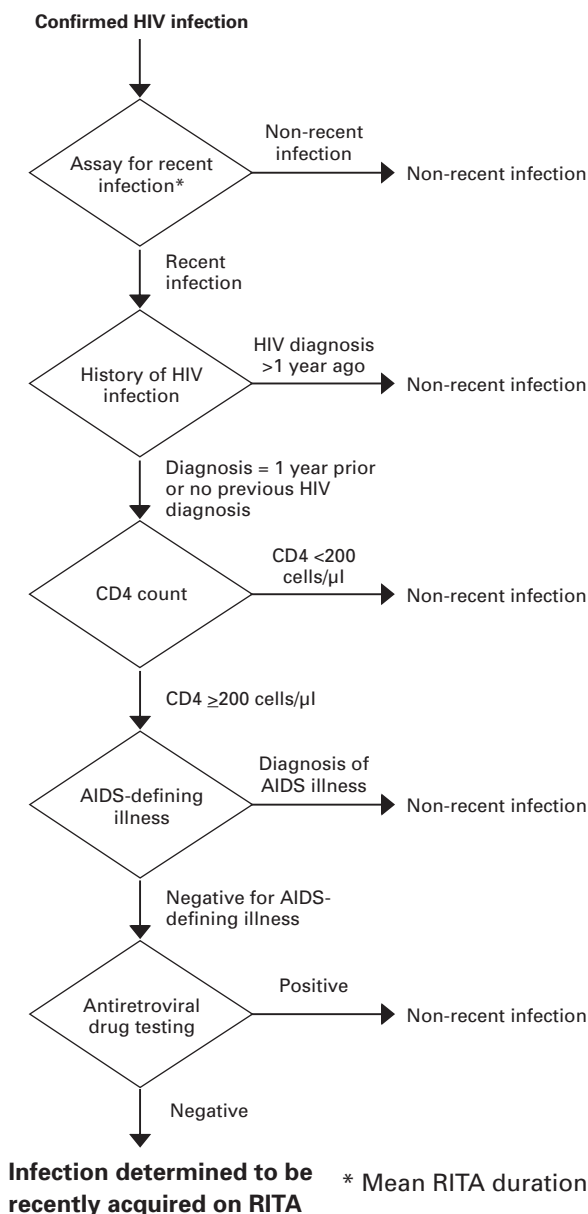 Confirmed HIV infection
Assay for recent
infection*
Non-recent
infection
Non-recent infection
Recent
infection
History of HIV
infection
HIV diagnosis
>1 year ago
Non-recent infection
Diagnosis = 1 year prior
or no previous HIV
diagnosis
CD4 count
CD4 <200
cells/µl
Non-recent infection
CD4 ≥200 cells/µl
AIDS-defining
illness
Diagnosis of
AIDS illness
Non-recent infection
Negative for AIDS-
defining illness
Antiretroviral
drug testing
Positive
Non-recent infection
Negative
Infection determined to be
recently acquired on RITA
* Mean RITA duration